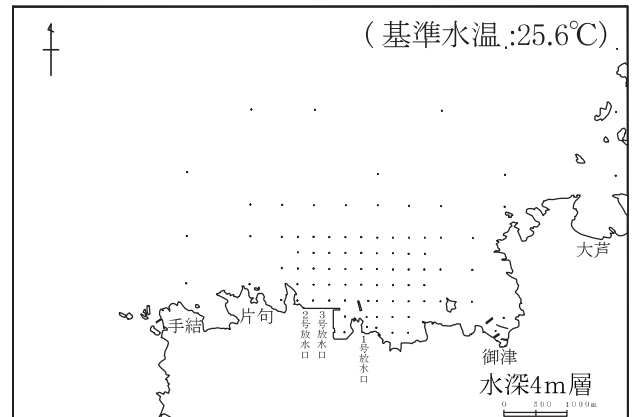 (基準水温:25.6℃)
大芦
手結
片句
2号放水口
3号放水口
1号放水口
御津
水深4m層
0 500 1000m